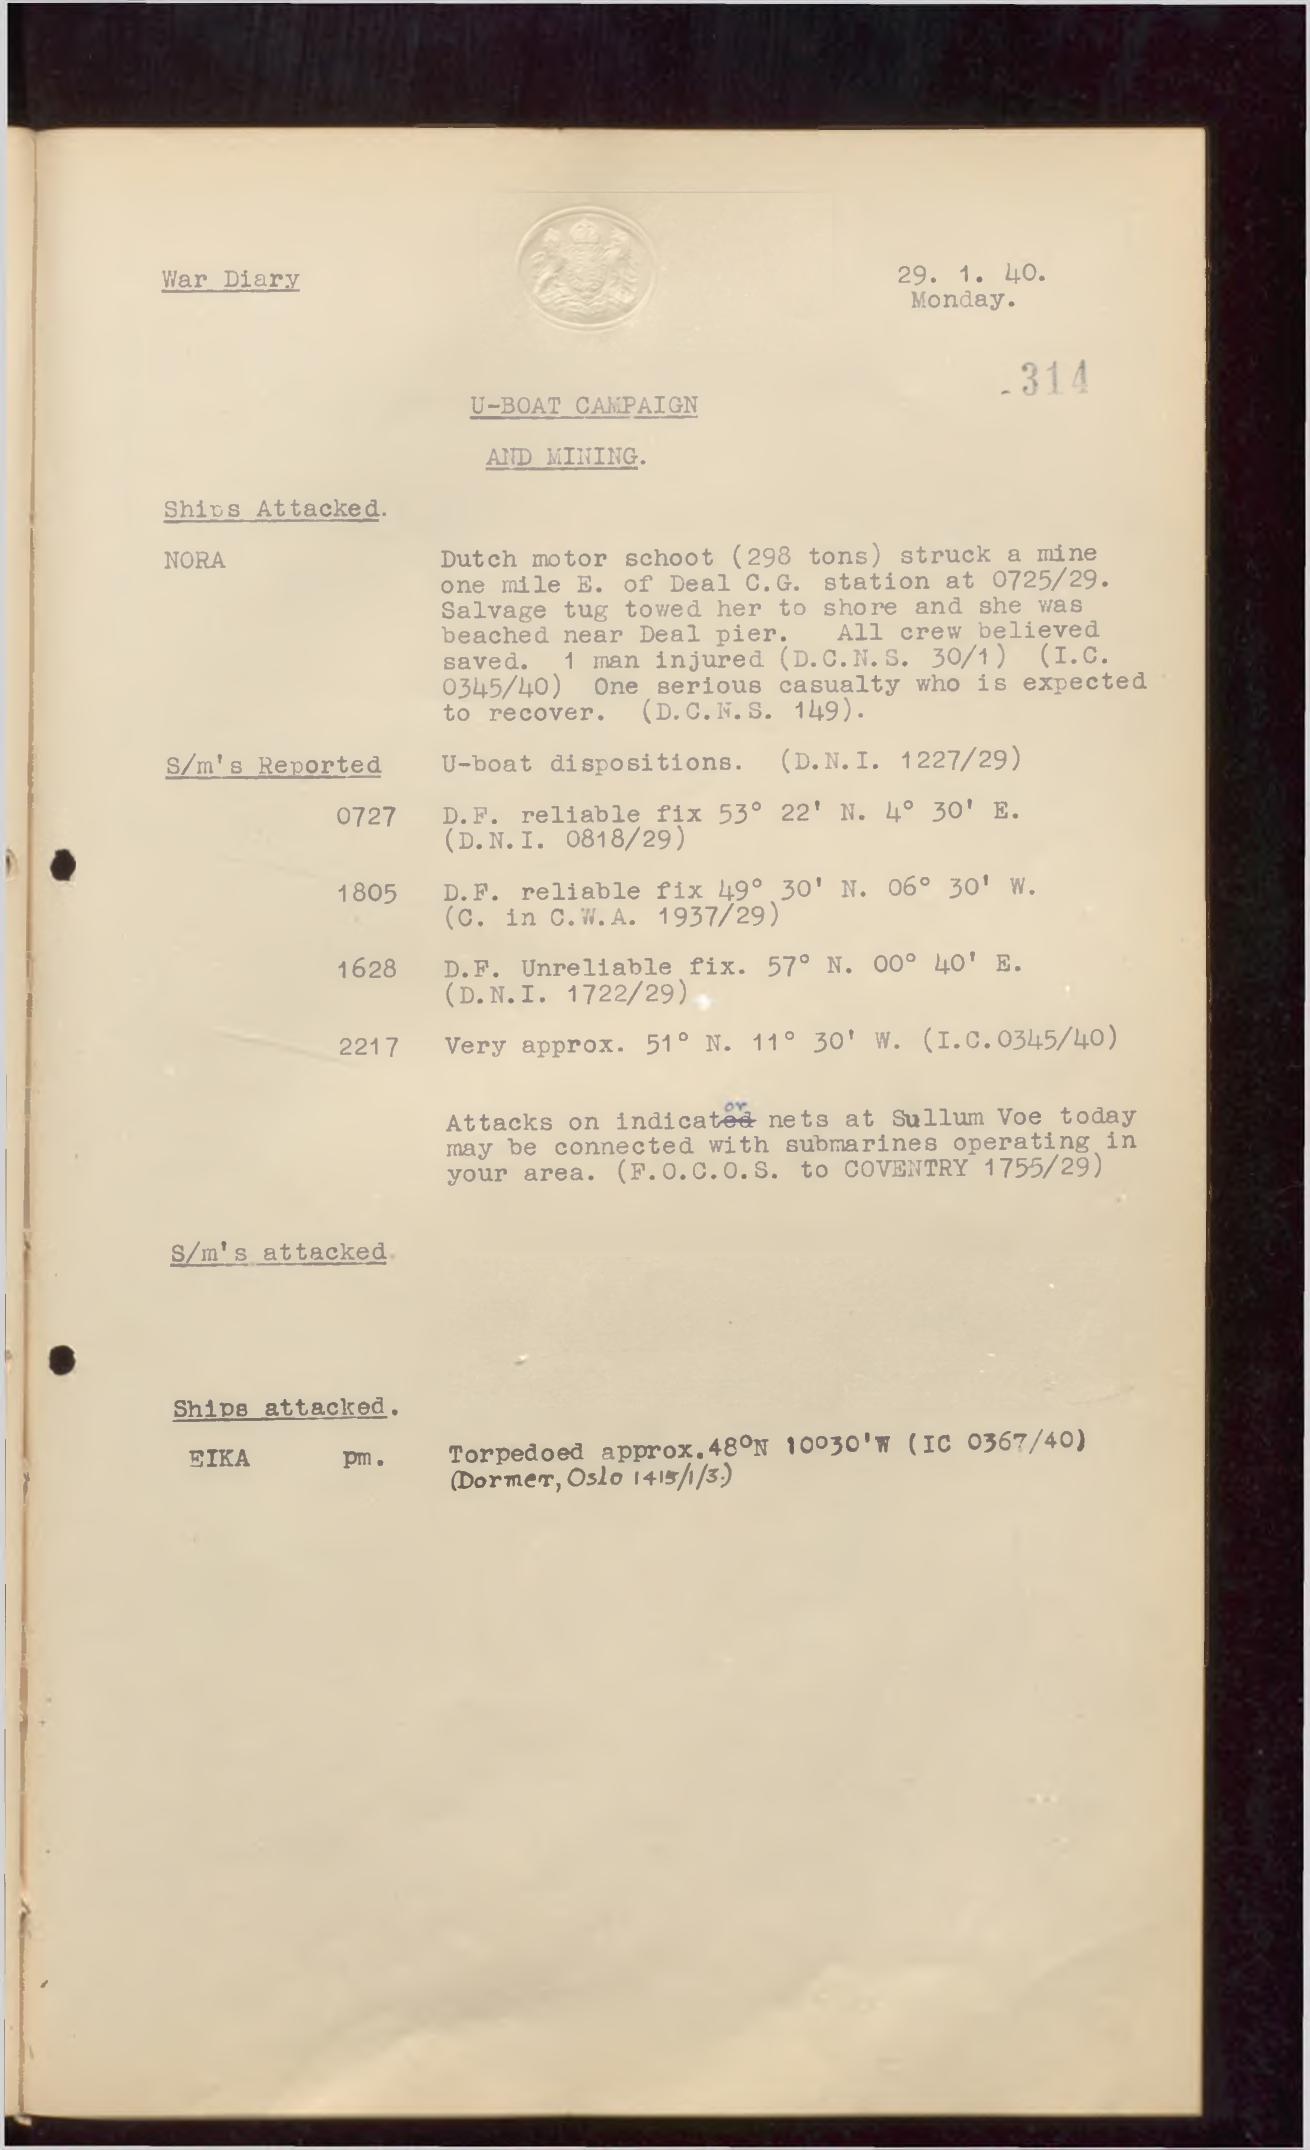 War Diary
29. 1. 40.
Monday.
314
U-BOAT CAMPAIGN
AND MINING.
Ships Attacked.
NORA Dutch motor schoot (298 tons) struck a mine
one mile E. of Deal C.G. station at 0725/29.
Salvage tug towed her to shore and she was
beached near Deal pier. All crew believed
saved. 1 man injured (D.C.N.S. 30/1) (I.C.
0345/40) One serious casualty who is expected
to recover. (D.C.N.S. 149).
S/m's Reported U-boat dispositions. (D.N.I. 1227/29)
0727 D.F. reliable fix 53° 22' N. 4° 30' E.
(D.N.I. 0818/29)
1805 D.F. reliable fix 49° 30' N. 06° 30' W.
(C. in C.W.A. 1937/29)
1628 D.F. Unreliable fix. 57° N. 00° 40' E.
(D.N.I. 1722/29)
2217 Very approx. 51° N. 11° 30' W. (I.C.0345/40)
or
Attacks on indicated nets at Sullum Voe today
may be connected with submarines operating in
your area. (F.O.C.O.S. to COVENTRY 1755/29)
S/m's attacked
Ships attacked.
EIKA pm. Torpedoed approx.48°N 10°30'W (IC 0367/40)
(Dormer, Oslo 1415/1/3.)